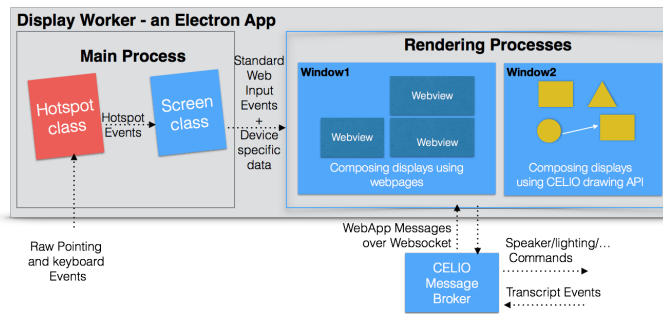 Display Worker - an Electron App
Main Process
Hotspot
class
Hotspot
Events
Screen
class
Standard
Web
Input
Events
+
Device
specific
data
Rendering Processes
Window1
Webview
Webview
Webview
Composing displays using
webpages
Window2
Composing displays
using CELIO drawing API
Raw Pointing
and keyboard
Events
WebApp Messages
over Websocket
CELIO
Message
Broker
Speaker/lighting/...
Commands
Transcript Events